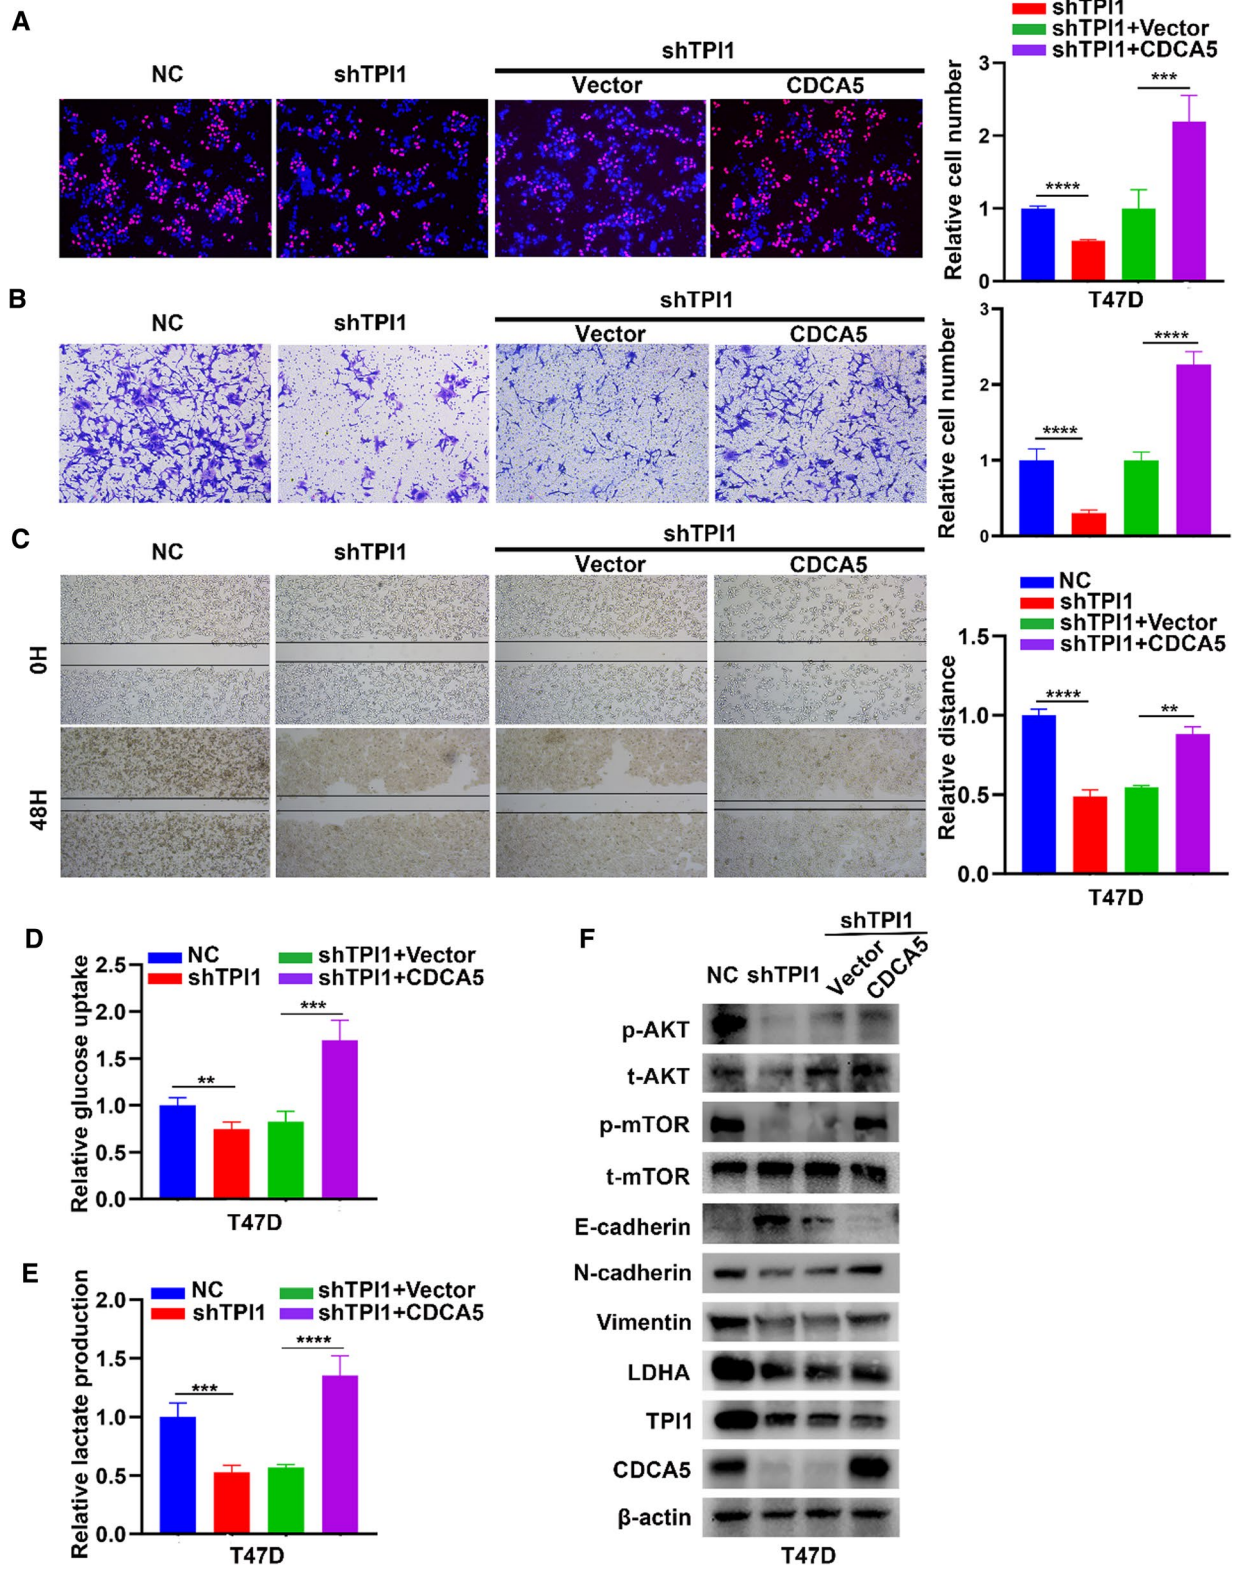 A
NC
shTPI1
shTPI1
Vector
CDCA5
shTPI1
shTPI1+Vector
shTPI1+CDCA5
Relative cell number
3
2
1
0
****
***
T47D
B
NC
shTPI1
shTPI1
Vector
CDCA5
Relative cell number
3
2
1
0
****
****
C
NC
shTPI1
shTPI1
Vector
CDCA5
0H
48H
NC
shTPI1
shTPI1+Vector
shTPI1+CDCA5
Relative distance
1.5
1.0
0.5
0.0
****
**
T47D
D
NC
shTPI1+Vector
shTPI1
shTPI1+CDCA5
Relative glucose uptake
2.5
2.0
1.5
1.0
0.5
0.0
**
***
T47D
E
NC
shTPI1+Vector
shTPI1
shTPI1+CDCA5
Relative lactate production
2.0
1.5
1.0
0.5
0.0
***
****
T47D
F
shTPI1
NC shTPI1 Vector CDCA5
p-AKT
t-AKT
p-mTOR
t-mTOR
E-cadherin
N-cadherin
Vimentin
LDHA
TPI1
CDCA5
β-actin
T47D